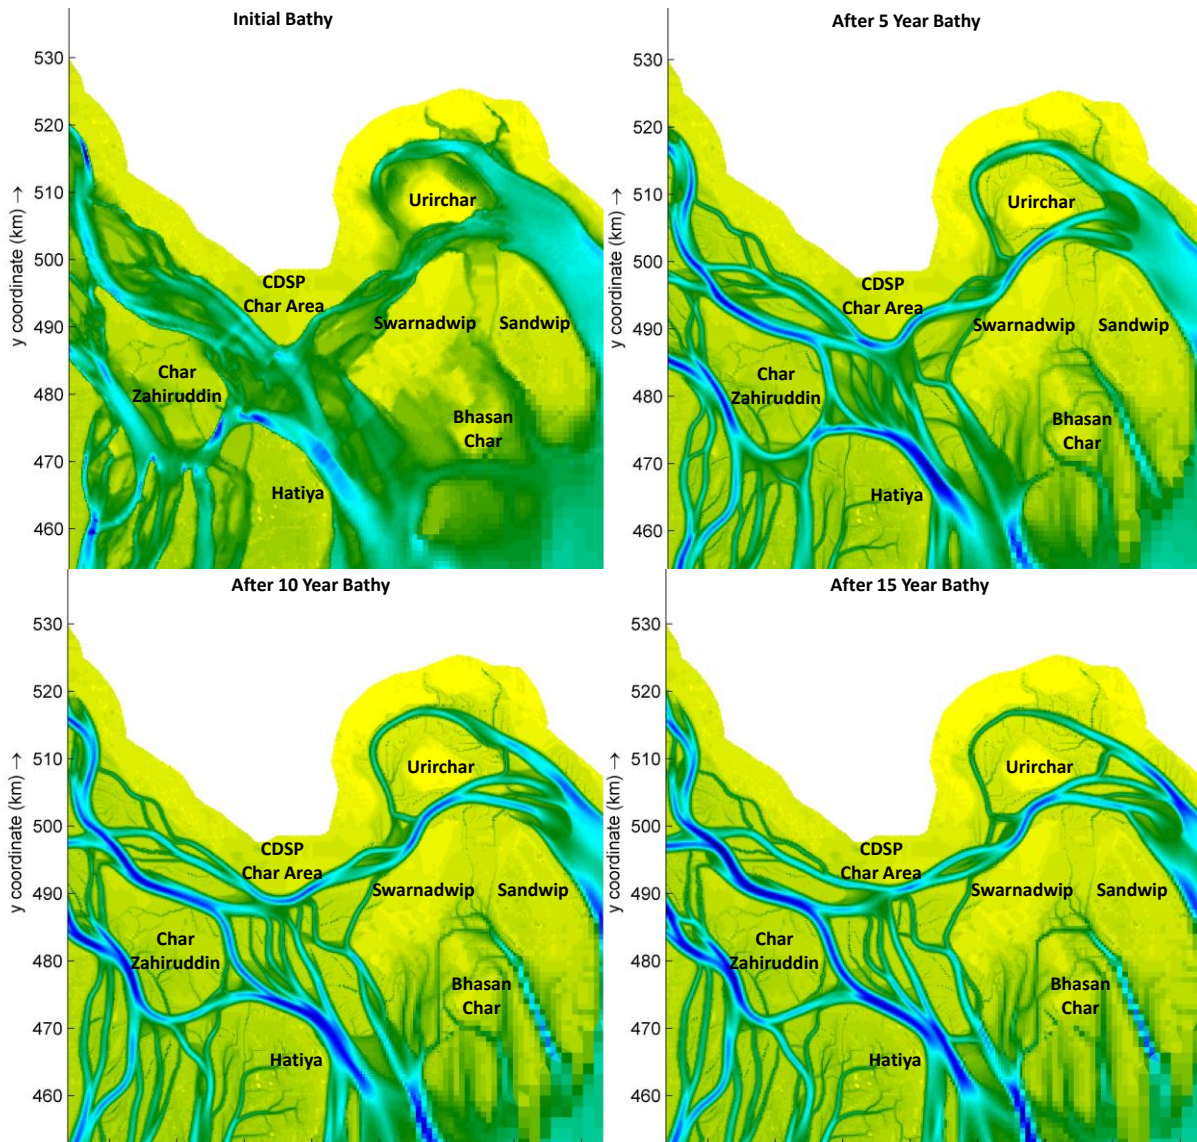 Initial Bathy
530
520
510
500
490
480
470
460
y coordinate (km) →
Urirchar
CDSP
Char Area
Swarnadwip
Sandwip
Char
Zahiruddin
Bhasan
Char
Hatiya
After 5 Year Bathy
530
520
510
500
490
480
470
460
y coordinate (km) →
Urirchar
CDSP
Char Area
Swarnadwip
Sandwip
Char
Zahiruddin
Bhasan
Char
Hatiya
After 10 Year Bathy
530
520
510
500
490
480
470
460
y coordinate (km) →
Urirchar
CDSP
Char Area
Swarnadwip
Sandwip
Char
Zahiruddin
Bhasan
Char
Hatiya
After 15 Year Bathy
530
520
510
500
490
480
470
460
y coordinate (km) →
Urirchar
CDSP
Char Area
Swarnadwip
Sandwip
Char
Zahiruddin
Bhasan
Char
Hatiya